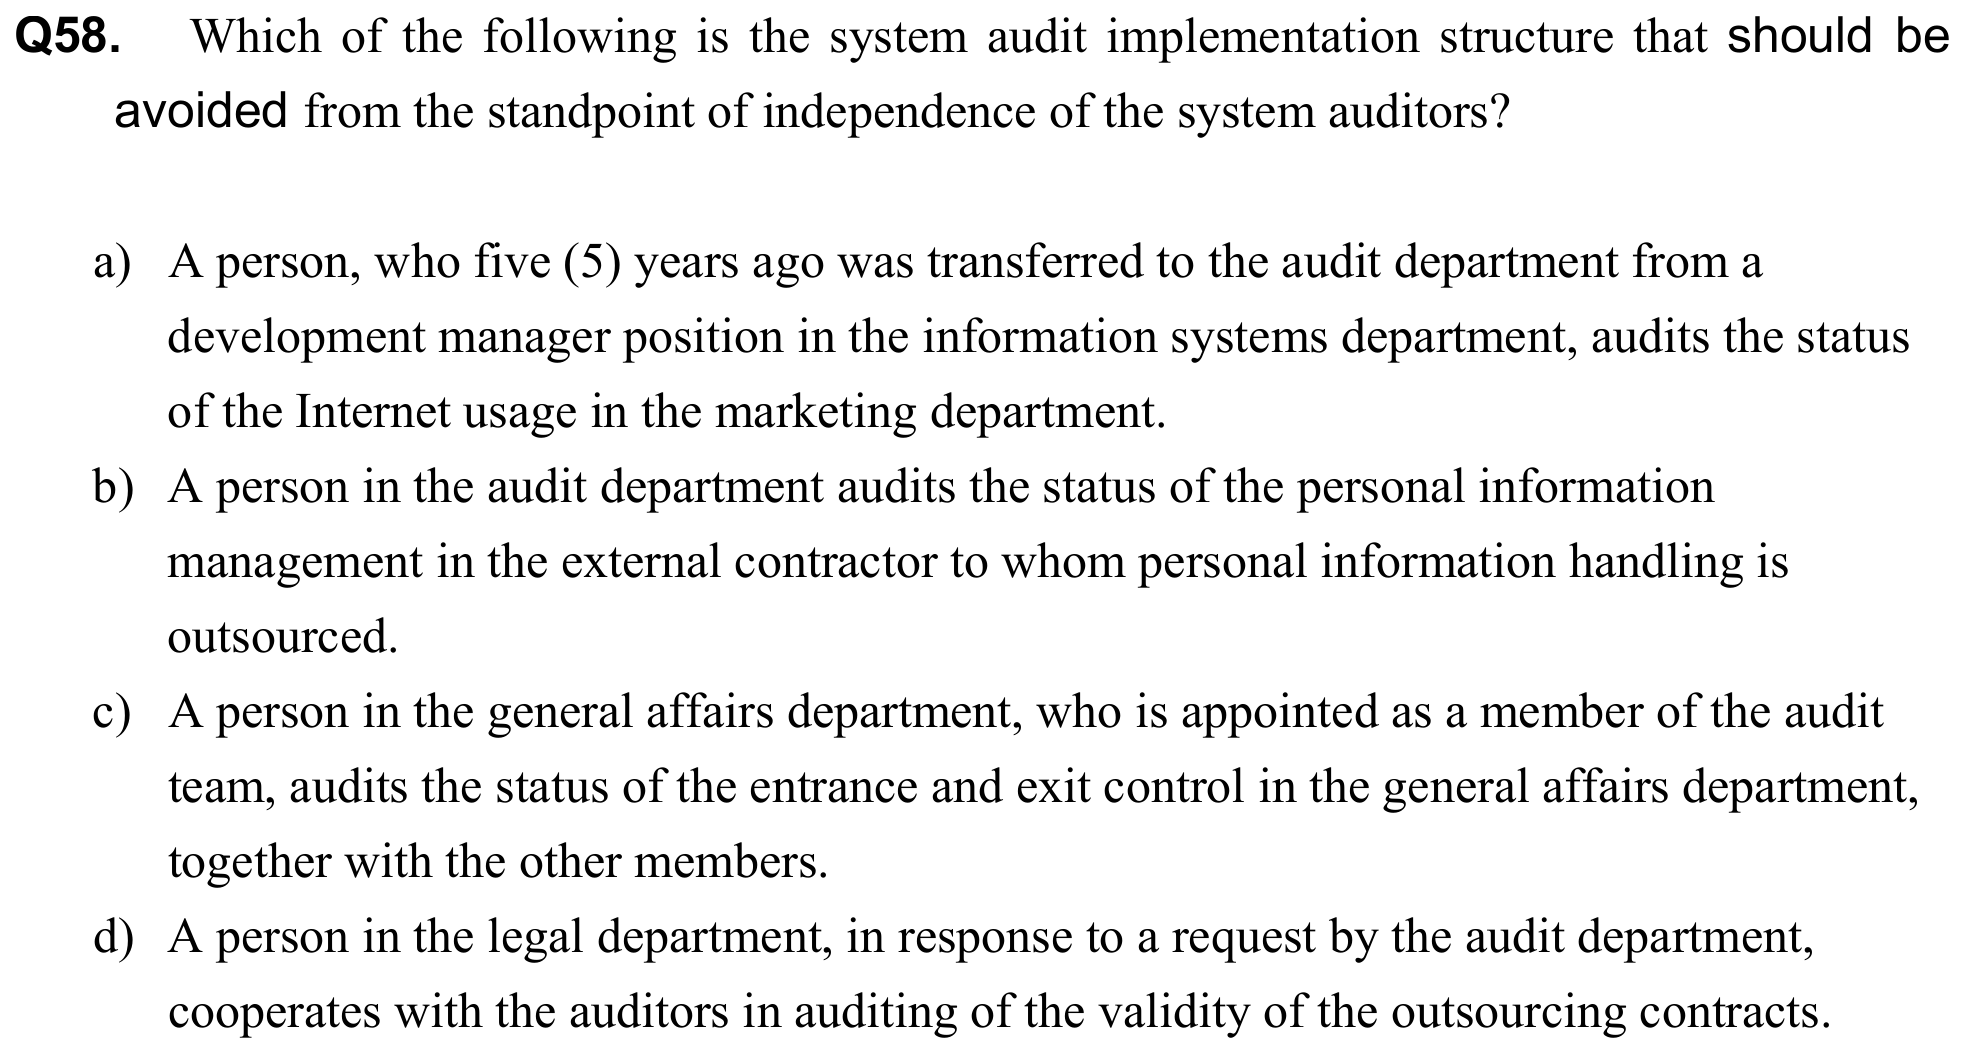 Q58. Which of the following is the system audit implementation structure that should be
avoided from the standpoint of independence of the system auditors?
a) A person, who five (5) years ago was transferred to the audit department from a
development manager position in the information systems department, audits the status
of the Internet usage in the marketing department.
b) A person in the audit department audits the status of the personal information
management in the external contractor to whom personal information handling is
outsourced.
c) A person in the general affairs department, who is appointed as a member of the audit
team, audits the status of the entrance and exit control in the general affairs department,
together with the other members.
d) A person in the legal department, in response to a request by the audit department,
cooperates with the auditors in auditing of the validity of the outsourcing contracts.